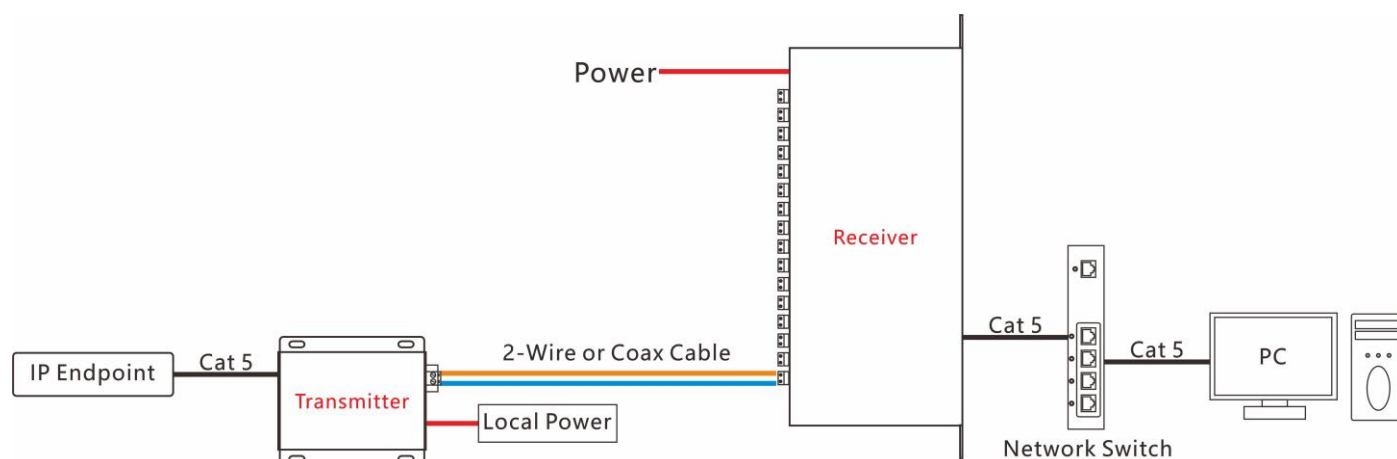 Power
Receiver
Cat 5
Cat 5
PC
IP Endpoint
Cat 5
Transmitter
2-Wire or Coax Cable
Local Power
Network Switch